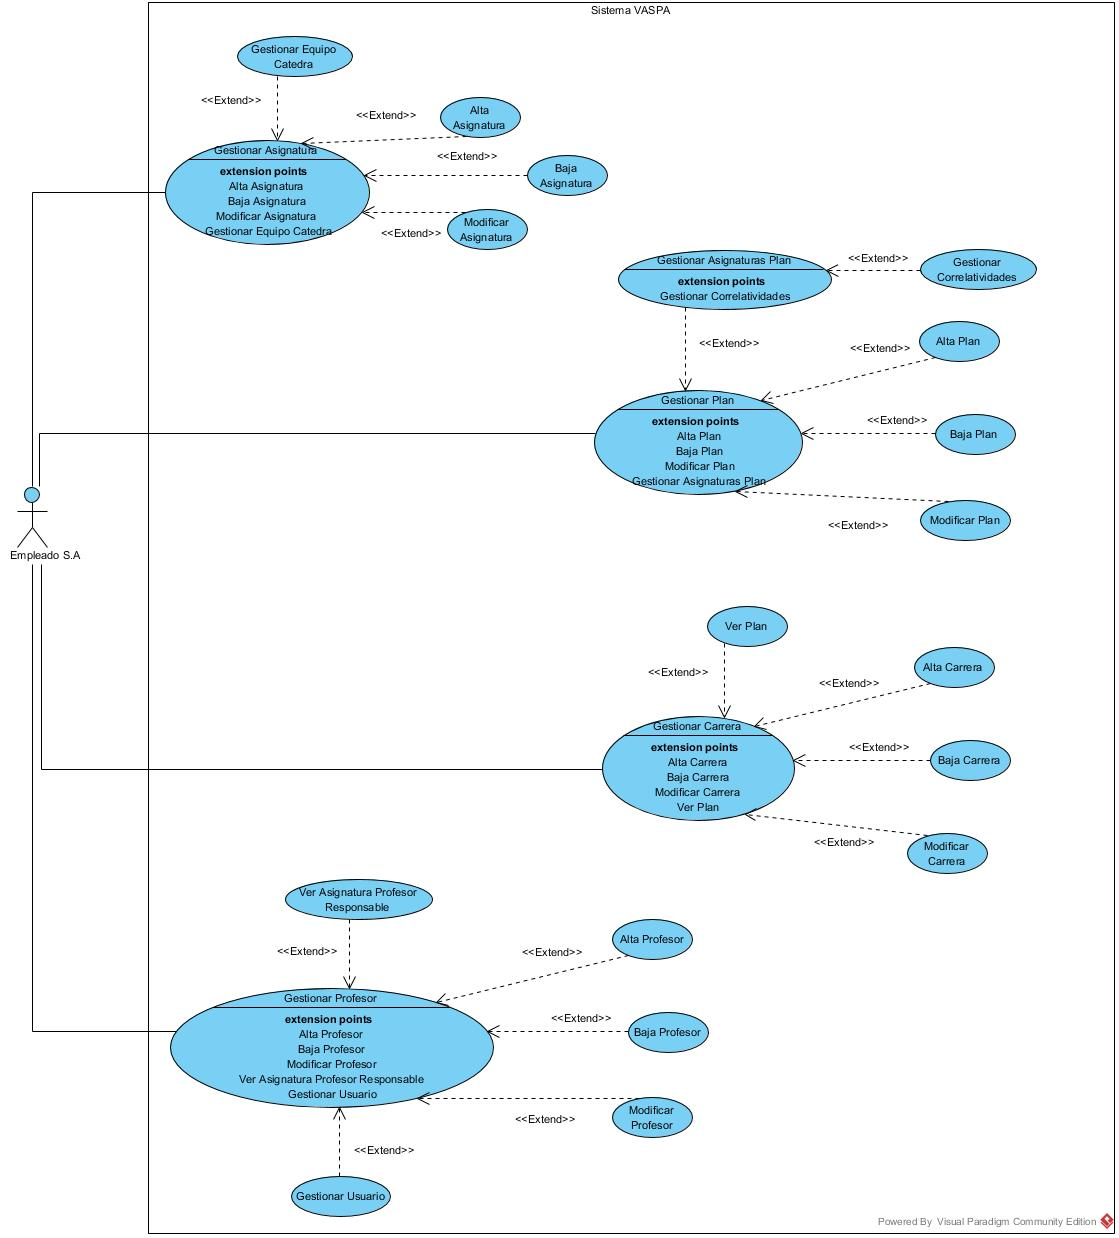 Sistema VASPA
Gestionar Equipo
Catedra
<<Extend>>
<<Extend>>
Alta
Asignatura
Gestionar Asignatura
extension points
Alta Asignatura
Baja Asignatura
Modificar Asignatura
Gestionar Equipo Catedra
<<Extend>>
Baja
Asignatura
<<Extend>>
Modificar
Asignatura
Gestionar Asignaturas Plan
extension points
Gestionar Correlatividades
<<Extend>>
Gestionar
Correlatividades
<<Extend>>
<<Extend>>
Alta Plan
Gestionar Plan
extension points
Alta Plan
Baja Plan
Modificar Plan
Gestionar Asignaturas Plan
<<Extend>>
Baja Plan
<<Extend>>
Modificar Plan
Empleado S.A
Ver Plan
<<Extend>>
<<Extend>>
Alta Carrera
Gestionar Carrera
extension points
Alta Carrera
Baja Carrera
Modificar Carrera
Ver Plan
<<Extend>>
Baja Carrera
<<Extend>>
Modificar
Carrera
Ver Asignatura Profesor
Responsable
<<Extend>>
<<Extend>>
Alta Profesor
Gestionar Profesor
extension points
Alta Profesor
Baja Profesor
Modificar Profesor
Ver Asignatura Profesor Responsable
Gestionar Usuario
<<Extend>>
Baja Profesor
<<Extend>>
Modificar
Profesor
<<Extend>>
Gestionar Usuario
Powered By Visual Paradigm Community Edition